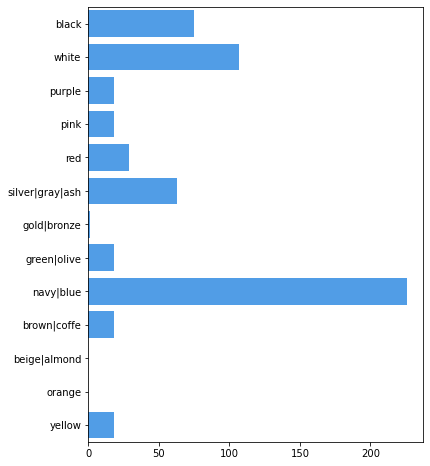 black
white
purple
pink
red
silver|gray|ash
gold|bronze
green|olive
navy|blue
brown|coffe
beige|almond
orange
yellow
0 50 100 150 200